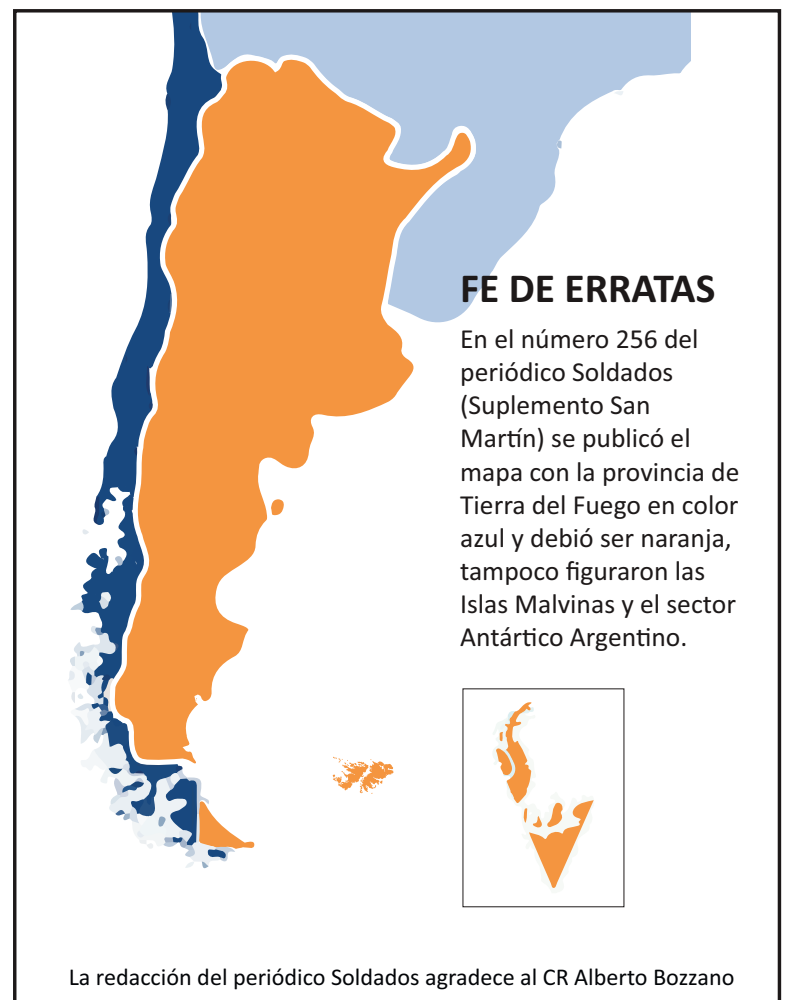 FE DE ERRATAS
En el número 256 del
periódico Soldados
(Suplemento San
Martín) se publicó el
mapa con la provincia de
Tierra del Fuego en color
azul y debió ser naranja,
tampoco figuraron las
Islas Malvinas y el sector
Antártico Argentino.
La redacción del periódico Soldados agradece al CR Alberto Bozzano